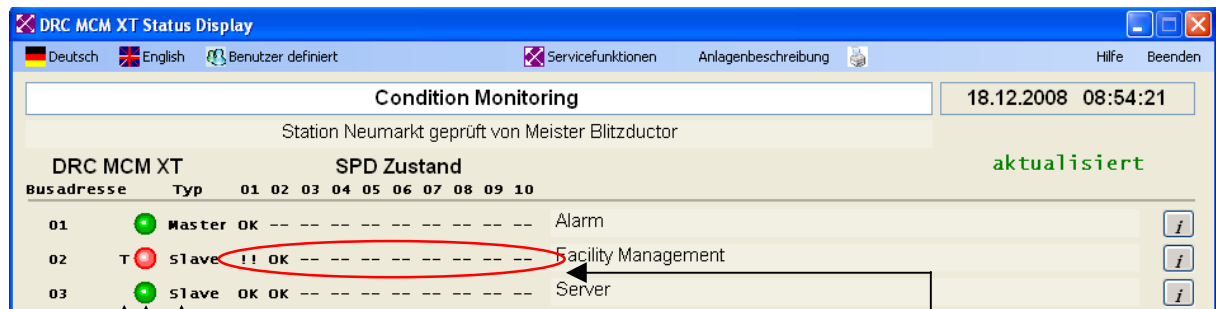 DRC MCM XT Status Display
Deutsch English Benutzer definiert Servicefunktionen Anlagenbeschreibung Hilfe Beenden
Condition Monitoring 18.12.2008 08:54:21
Station Neumarkt geprüft von Meister Blitzductor
DRC MCM XT SPD Zustand aktualisiert
Busadresse Typ 01 02 03 04 05 06 07 08 09 10
01 Master OK -- -- -- -- -- -- -- -- -- Alarm i
02 T Slave !! OK -- -- -- -- -- -- -- -- Facility Management i
03 Slave OK OK -- -- -- -- -- -- -- -- Server i